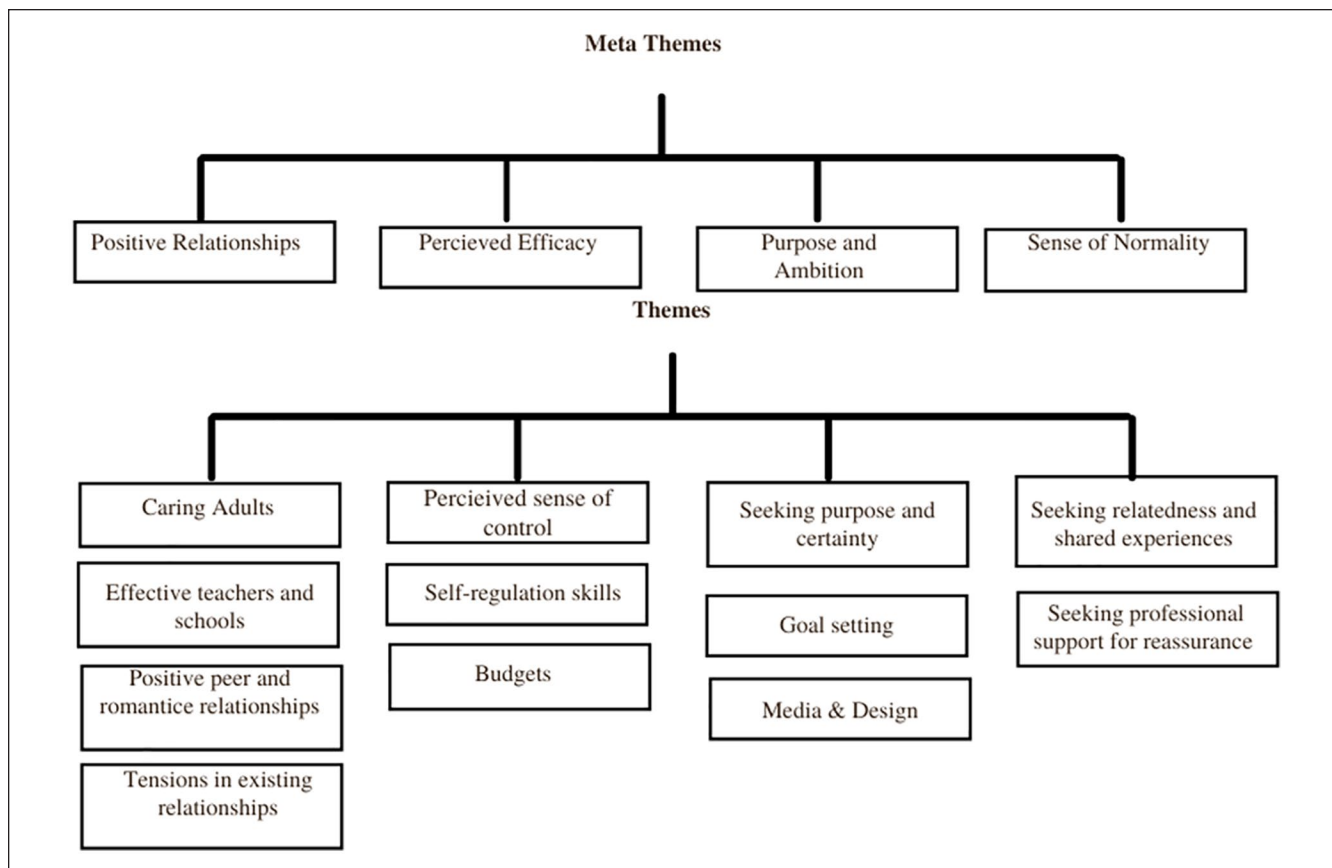 Meta Themes
Positive Relationships
Percieved Efficacy
Purpose and
Ambition
Sense of Normality
Themes
Caring Adults
Effective teachers and
schools
Positive peer and
romantice relationships
Tensions in existing
relationships
Percieived sense of
control
Self-regulation skills
Budgets
Seeking purpose and
certainty
Goal setting
Media & Design
Seeking relatedness and
shared experiences
Seeking professional
support for reassurance